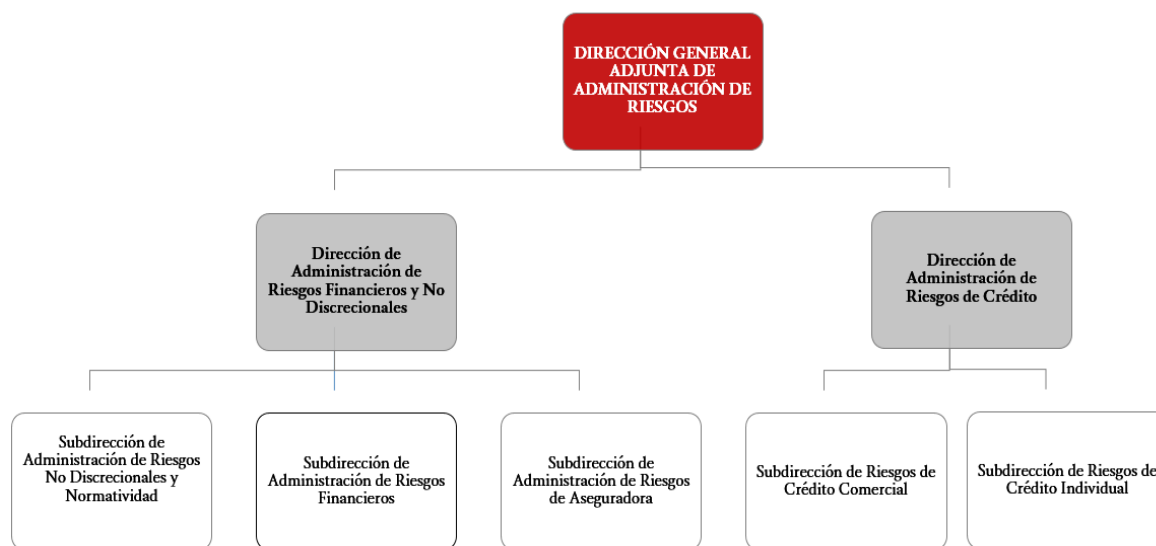 DIRECCIÓN GENERAL
ADJUNTA DE
ADMINISTRACIÓN DE
RIESGOS
Dirección de
Administración de
Riesgos Financieros y No
Discrecionales
Dirección de
Administración de
Riesgos de Crédito
Subdirección de
Administración de Riesgos
No Discrecionales y
Normatividad
Subdirección de
Administración de Riesgos
Financieros
Subdirección de
Administración de Riesgos
de Aseguradora
Subdirección de Riesgos de
Crédito Comercial
Subdirección de Riesgos de
Crédito Individual